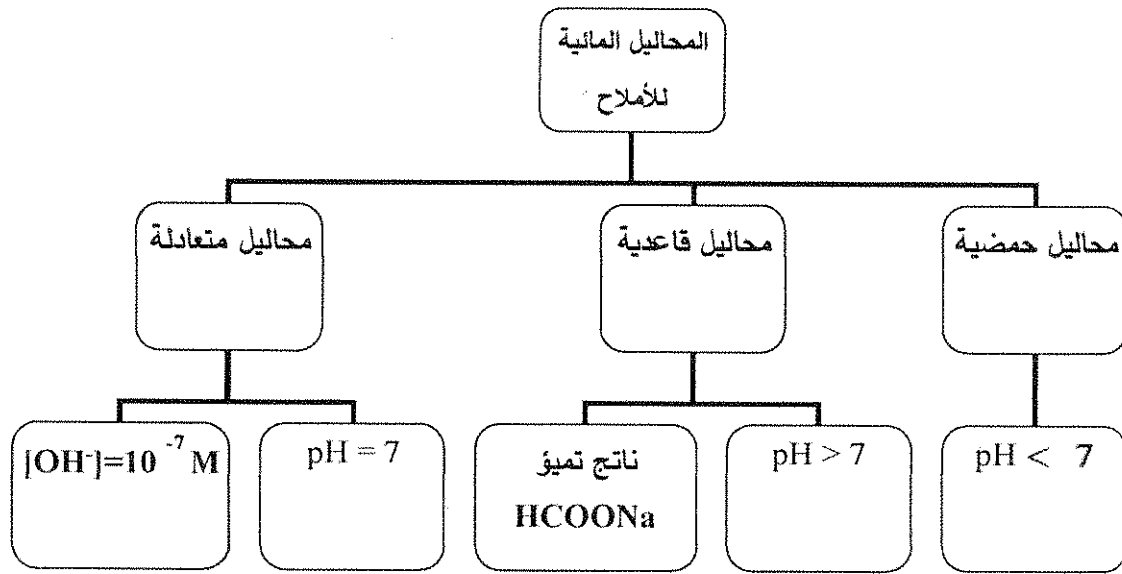 المحاليل المائية
للأملاح
محاليل حمضية
محاليل قاعدية
محاليل متعادلة
pH < 7
pH > 7
ناتج تميؤ
HCOONa
pH = 7
[OH⁻]=10⁻⁷ M